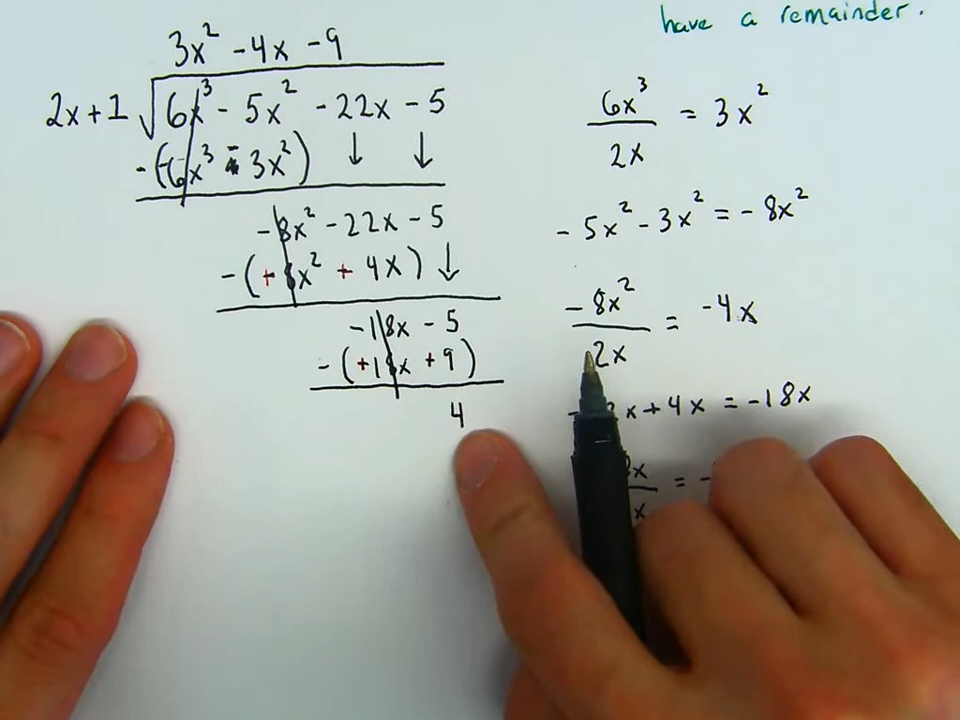 have a remainder.
3x² - 4x - 9
2x + 1 √ 6x³ - 5x² - 22x - 5
-(-6x³ - 3x²) ↓ ↓
-8x² - 22x - 5
-(+8x² + 4x) ↓
-18x - 5
-(+18x + 9)
4
6x³/2x = 3x²
-5x² - 3x² = -8x²
-8x²/2x = -4x
x + 4x = -18x
x/x = -